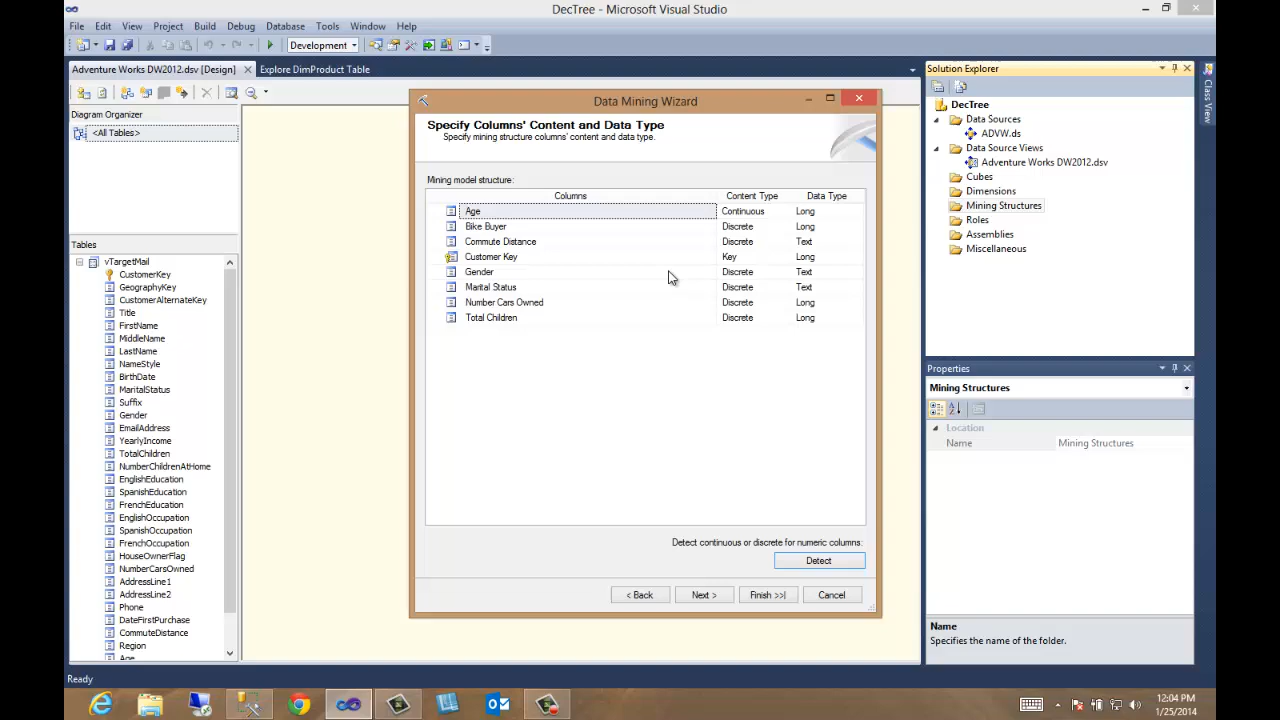 DecTree - Microsoft Visual Studio
File Edit View Project Build Debug Database Tools Window Help
Development
Adventure Works DW2012.dsv [Design]
Explore DimProduct Table
Diagram Organizer
<All Tables>
Tables
vTargetMail
CustomerKey
GeographyKey
CustomerAlternateKey
Title
FirstName
MiddleName
LastName
NameStyle
BirthDate
MaritalStatus
Suffix
Gender
EmailAddress
YearlyIncome
TotalChildren
NumberChildrenAtHome
EnglishEducation
SpanishEducation
FrenchEducation
EnglishOccupation
SpanishOccupation
FrenchOccupation
HouseOwnerFlag
NumberCarsOwned
AddressLine1
AddressLine2
Phone
DateFirstPurchase
CommuteDistance
Region
Age
Data Mining Wizard
Specify Columns' Content and Data Type
Specify mining structure columns' content and data type.
Mining model structure:
Columns Content Type Data Type
Age Continuous Long
Bike Buyer Discrete Long
Commute Distance Discrete Text
Customer Key Key Long
Gender Discrete Text
Marital Status Discrete Text
Number Cars Owned Discrete Long
Total Children Discrete Long
Detect continuous or discrete for numeric columns:
Detect
< Back Next > Finish >>| Cancel
Solution Explorer
DecTree
Data Sources
ADVW.ds
Data Source Views
Adventure Works DW2012.dsv
Cubes
Dimensions
Mining Structures
Roles
Assemblies
Miscellaneous
Class View
Properties
Mining Structures
Location
Name Mining Structures
Name
Specifies the name of the folder.
Ready
12:04 PM
1/25/2014